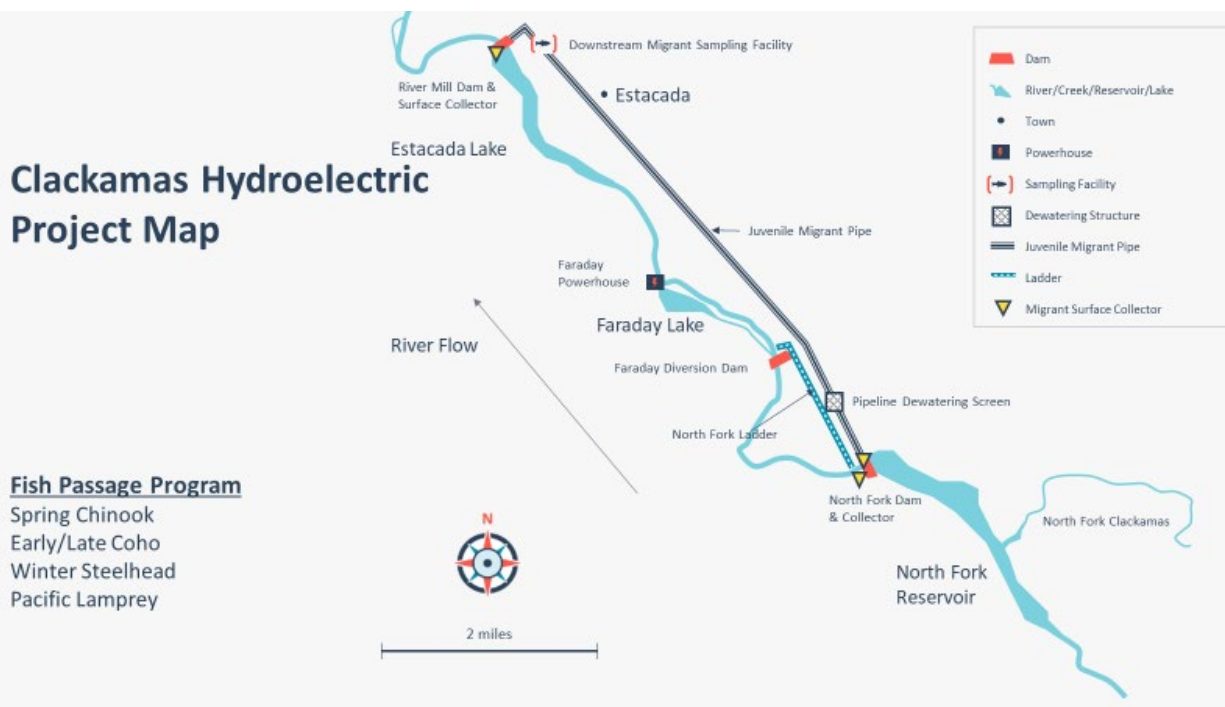 Downstream Migrant Sampling Facility
River Mill Dam &
Surface Collector
Estacada
Estacada Lake
Clackamas Hydroelectric
Project Map
Juvenile Migrant Pipe
Faraday
Powerhouse
Faraday Lake
River Flow
Faraday Diversion Dam
Pipeline Dewatering Screen
North Fork Ladder
North Fork Dam
& Collector
North Fork Clackamas
North Fork
Reservoir
Fish Passage Program
Spring Chinook
Early/Late Coho
Winter Steelhead
Pacific Lamprey
N
2 miles
Dam
River/Creek/Reservoir/Lake
Town
Powerhouse
Sampling Facility
Dewatering Structure
Juvenile Migrant Pipe
Ladder
Migrant Surface Collector